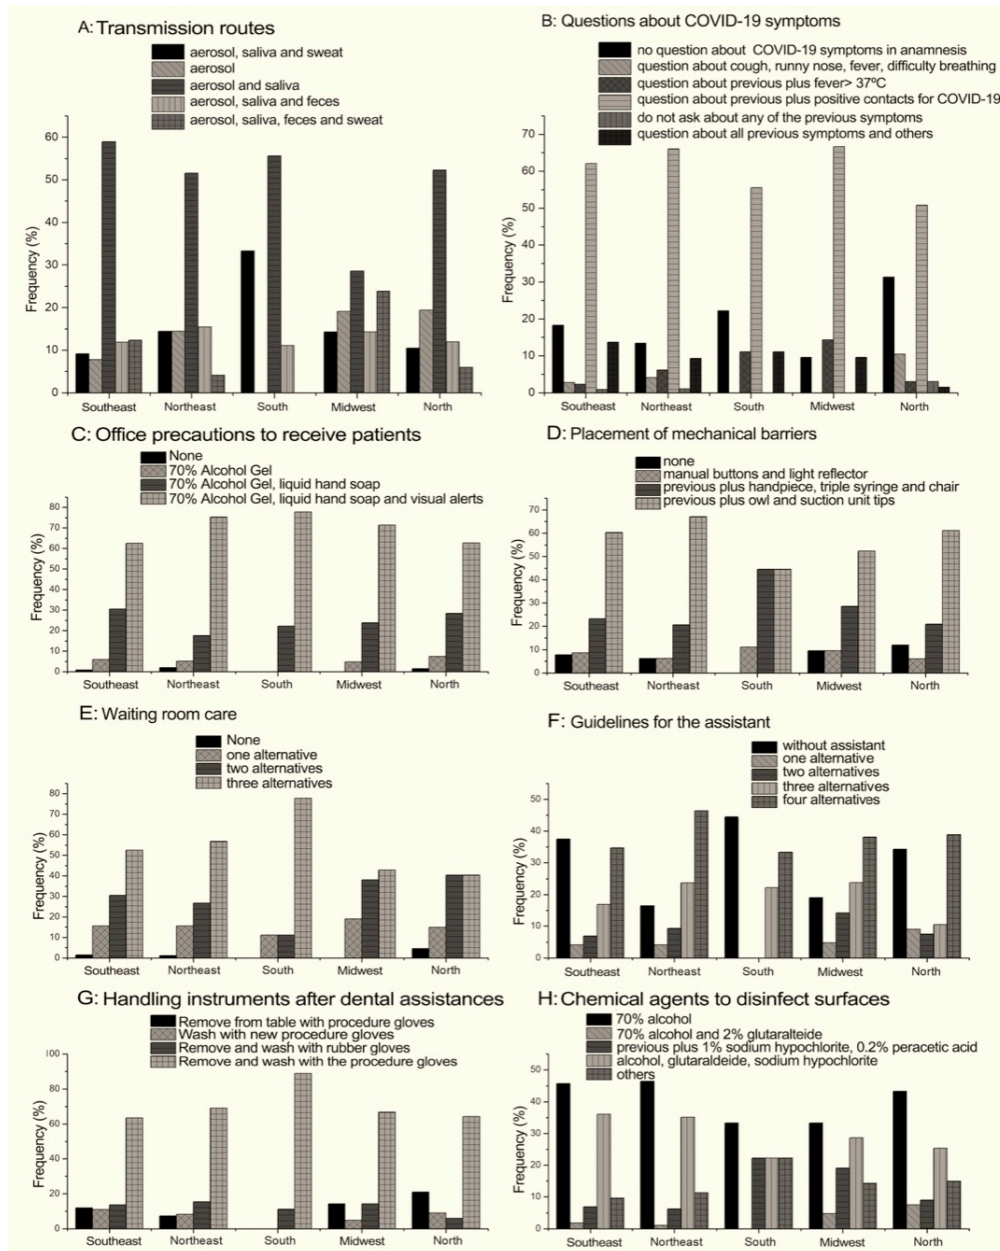 A: Transmission routes
aerosol, saliva and sweat
aerosol
aerosol and saliva
aerosol, saliva and feces
aerosol, saliva, feces and sweat
Frequency (%)
60
50
40
30
20
10
0
Southeast Northeast South Midwest North
B: Questions about COVID-19 symptoms
no question about COVID-19 symptoms in anamnesis
question about cough, runny nose, fever, difficulty breathing
question about previous plus fever> 37ºC
question about previous plus positive contacts for COVID-19
do not ask about any of the previous symptoms
question about all previous symptoms and others
Frequency (%)
70
60
50
40
30
20
10
0
Southeast Northeast South Midwest North
C: Office precautions to receive patients
None
70% Alcohol Gel
70% Alcohol Gel, liquid hand soap
70% Alcohol Gel, liquid hand soap and visual alerts
Frequency (%)
80
70
60
50
40
30
20
10
0
Southeast Northeast South Midwest North
D: Placement of mechanical barriers
none
manual buttons and light reflector
previous plus handpiece, triple syringe and chair
previous plus owl and suction unit tips
Frequency (%)
70
60
50
40
30
20
10
0
Southeast Northeast South Midwest North
E: Waiting room care
None
one alternative
two alternatives
three alternatives
Frequency (%)
80
70
60
50
40
30
20
10
0
Southeast Northeast South Midwest North
F: Guidelines for the assistant
without assistant
one alternative
two alternatives
three alternatives
four alternatives
Frequency (%)
50
40
30
20
10
0
Southeast Northeast South Midwest North
G: Handling instruments after dental assistances
Remove from table with procedure gloves
Wash with new procedure gloves
Remove and wash with rubber gloves
Remove and wash with the procedure gloves
Frequency (%)
100
80
60
40
20
0
Southeast Northeast South Midwest North
H: Chemical agents to disinfect surfaces
70% alcohol
70% alcohol and 2% glutaralteide
previous plus 1% sodium hypochlorite, 0.2% peracetic acid
alcohol, glutaraldeide, sodium hypochlorite
others
Frequency (%)
50
40
30
20
10
0
Southeast Northeast South Midwest North